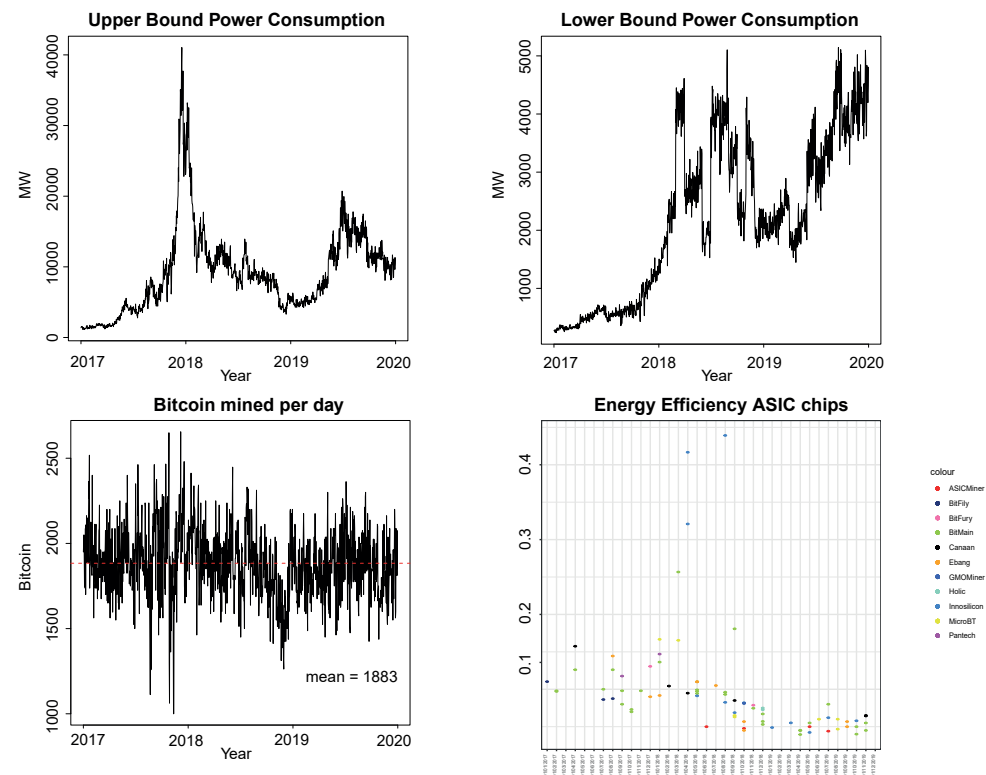 Upper Bound Power Consumption
Lower Bound Power Consumption
MW
0
10000
20000
30000
40000
2017
2018
2019
2020
Year
MW
1000
2000
3000
4000
5000
2017
2018
2019
2020
Year
Bitcoin mined per day
Energy Efficiency ASIC chips
Bitcoin
1000
1500
2000
2500
mean = 1883
2017
2018
2019
2020
Year
0.1
0.2
0.3
0.4
colour
ASICMiner
BitFily
BitFury
BitMain
Canaan
Ebang
GMOMiner
Holic
Innosilicon
MicroBT
Pantech